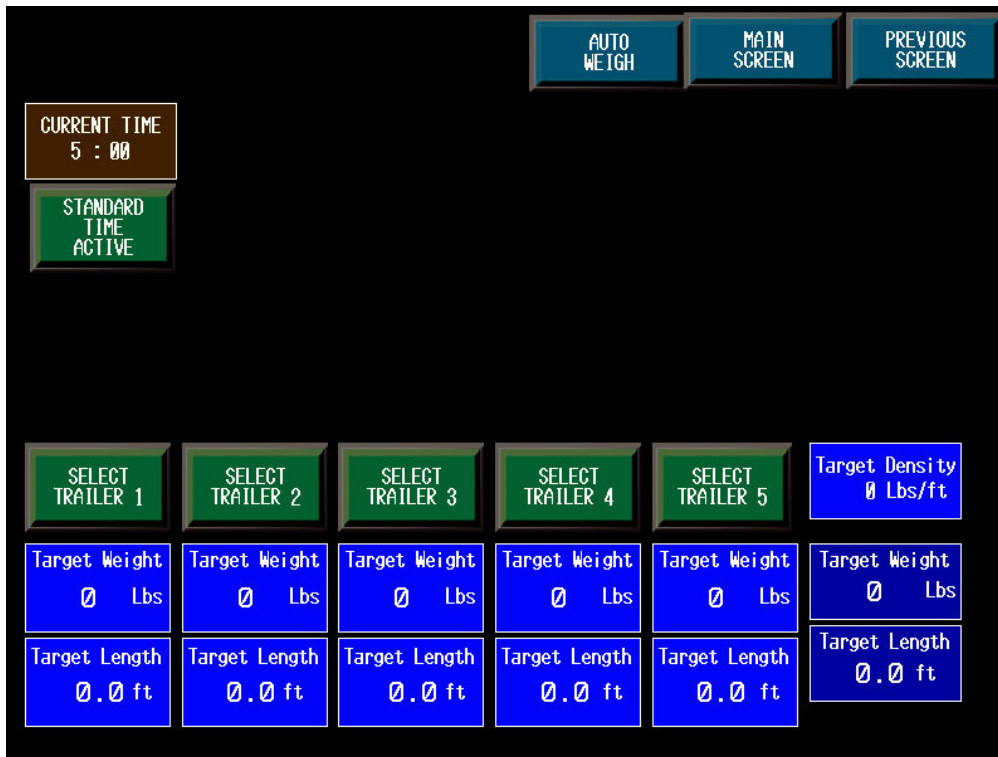 AUTO
WEIGH
MAIN
SCREEN
PREVIOUS
SCREEN
CURRENT TIME
5 : 00
STANDARD
TIME
ACTIVE
SELECT
TRAILER 1
SELECT
TRAILER 2
SELECT
TRAILER 3
SELECT
TRAILER 4
SELECT
TRAILER 5
Target Density
0 Lbs/ft
Target Weight
0 Lbs
Target Weight
0 Lbs
Target Weight
0 Lbs
Target Weight
0 Lbs
Target Weight
0 Lbs
Target Weight
0 Lbs
Target Length
0.0 ft
Target Length
0.0 ft
Target Length
0.0 ft
Target Length
0.0 ft
Target Length
0.0 ft
Target Length
0.0 ft